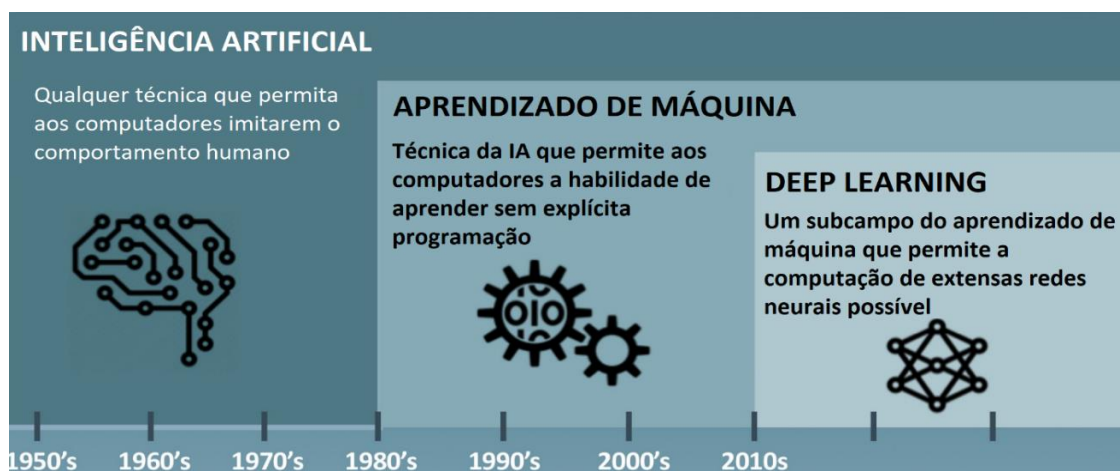 INTELIGÊNCIA ARTIFICIAL
Qualquer técnica que permita
aos computadores imitarem o
comportamento humano
APRENDIZADO DE MÁQUINA
Técnica da IA que permite aos
computadores a habilidade de
aprender sem explícita
programação
DEEP LEARNING
Um subcampo do aprendizado de
máquina que permite a
computação de extensas redes
neurais possível
1950's 1960's 1970's 1980's 1990's 2000's 2010s